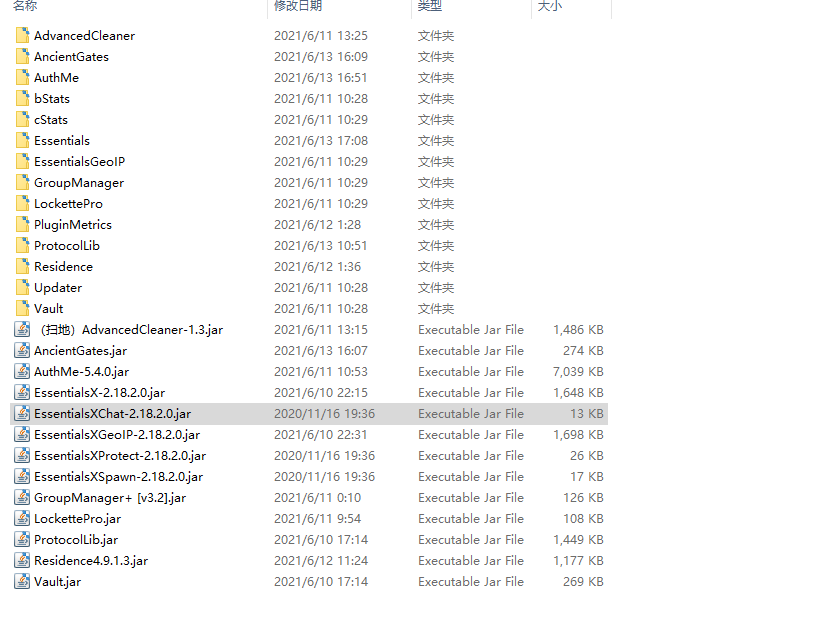 名称 修改日期 类型 大小
AdvancedCleaner 2021/6/11 13:25 文件夹
AncientGates 2021/6/13 16:09 文件夹
AuthMe 2021/6/13 16:51 文件夹
bStats 2021/6/11 10:28 文件夹
cStats 2021/6/11 10:29 文件夹
Essentials 2021/6/13 17:08 文件夹
EssentialsGeoIP 2021/6/11 10:29 文件夹
GroupManager 2021/6/11 10:29 文件夹
LockettePro 2021/6/11 10:29 文件夹
PluginMetrics 2021/6/12 1:28 文件夹
ProtocolLib 2021/6/13 10:51 文件夹
Residence 2021/6/12 1:36 文件夹
Updater 2021/6/11 10:28 文件夹
Vault 2021/6/11 10:28 文件夹
（扫地）AdvancedCleaner-1.3.jar 2021/6/11 13:15 Executable Jar File 1,486 KB
AncientGates.jar 2021/6/13 16:07 Executable Jar File 274 KB
AuthMe-5.4.0.jar 2021/6/11 10:53 Executable Jar File 7,039 KB
EssentialsX-2.18.2.0.jar 2021/6/10 22:15 Executable Jar File 1,648 KB
EssentialsXChat-2.18.2.0.jar 2020/11/16 19:36 Executable Jar File 13 KB
EssentialsXGeoIP-2.18.2.0.jar 2021/6/10 22:31 Executable Jar File 1,698 KB
EssentialsXProtect-2.18.2.0.jar 2020/11/16 19:36 Executable Jar File 26 KB
EssentialsXSpawn-2.18.2.0.jar 2020/11/16 19:36 Executable Jar File 17 KB
GroupManager+ [v3.2].jar 2021/6/11 0:10 Executable Jar File 126 KB
LockettePro.jar 2021/6/11 9:54 Executable Jar File 108 KB
ProtocolLib.jar 2021/6/10 17:14 Executable Jar File 1,449 KB
Residence4.9.1.3.jar 2021/6/12 11:24 Executable Jar File 1,177 KB
Vault.jar 2021/6/10 17:14 Executable Jar File 269 KB